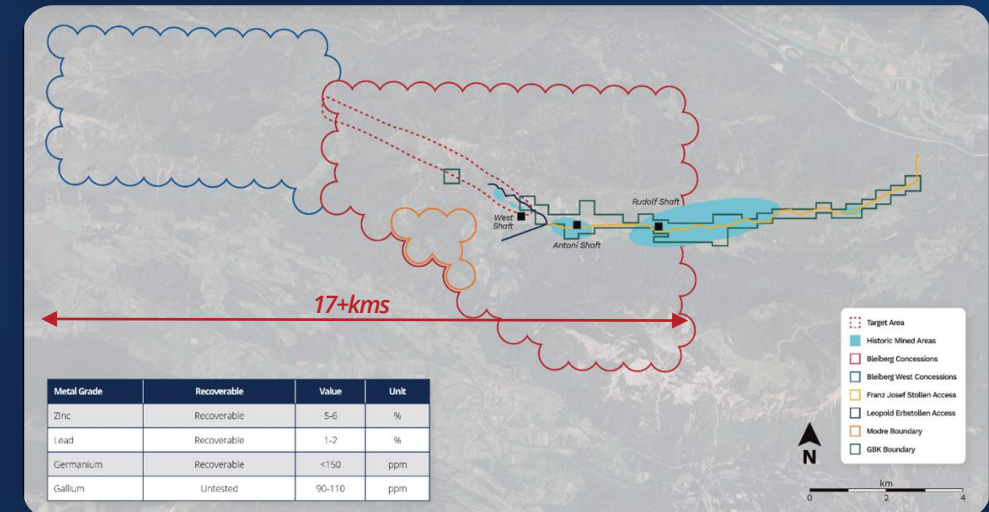 Rudolf Shaft
West
Shaft
Antoni Shaft
17+kms
Metal Grade Recoverable Value Unit
Zinc Recoverable 5-6 %
Lead Recoverable 1-2 %
Germanium Recoverable <150 ppm
Gallium Untested 90-110 ppm
Target Area
Historic Mined Areas
Bleiberg Concessions
Bleiberg West Concessions
Franz Josef Stollen Access
Leopold Erbstollen Access
Modre Boundary
GBK Boundary
N
km
0 2 4